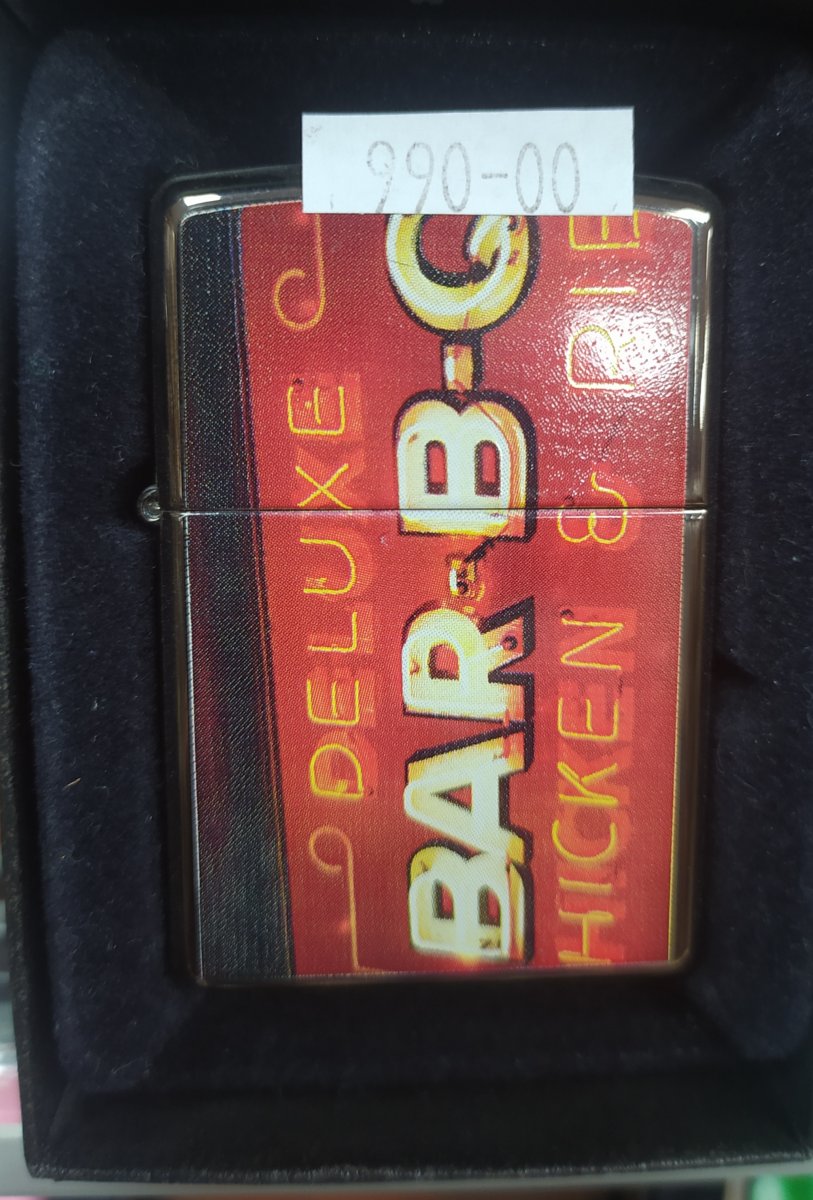 990-00
DELUXE
BAR-B-Q
HICKEN & RIE